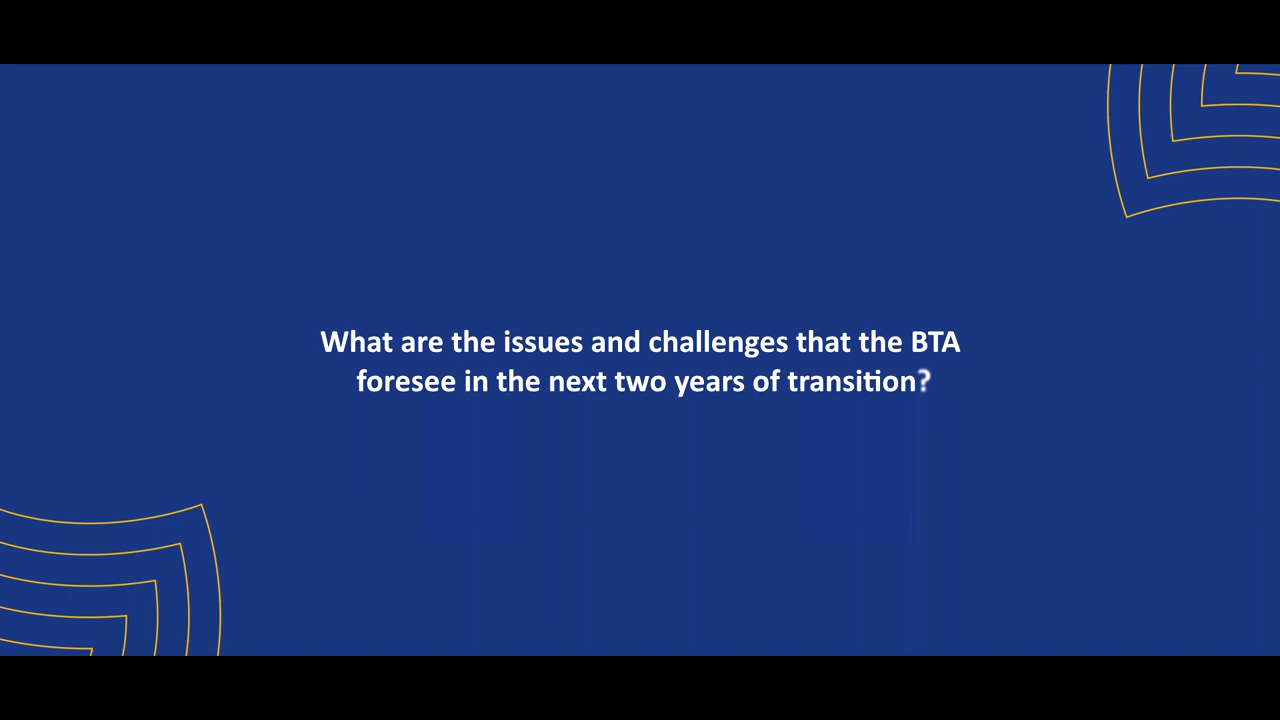 What are the issues and challenges that the BTA
foresee in the next two years of transition?